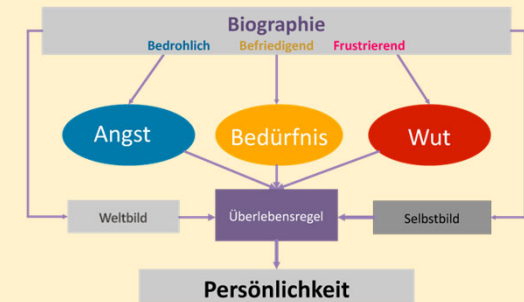 Biographie
Bedrohlich Befriedigend Frustrierend
Angst Bedürfnis Wut
Weltbild Überlebensregel Selbstbild
Persönlichkeit